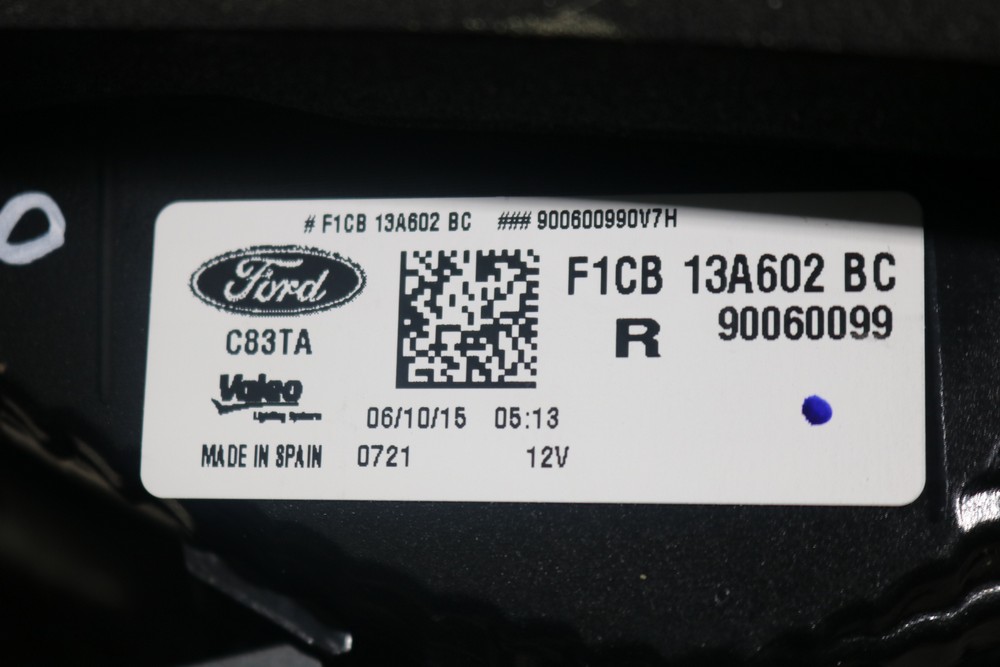 # F1CB 13A602 BC ### 900600990V7H
Ford
F1CB 13A602 BC
C83TA
R 90060099
Valeo
Lighting Systems
06/10/15 05:13
MADE IN SPAIN 0721 12V